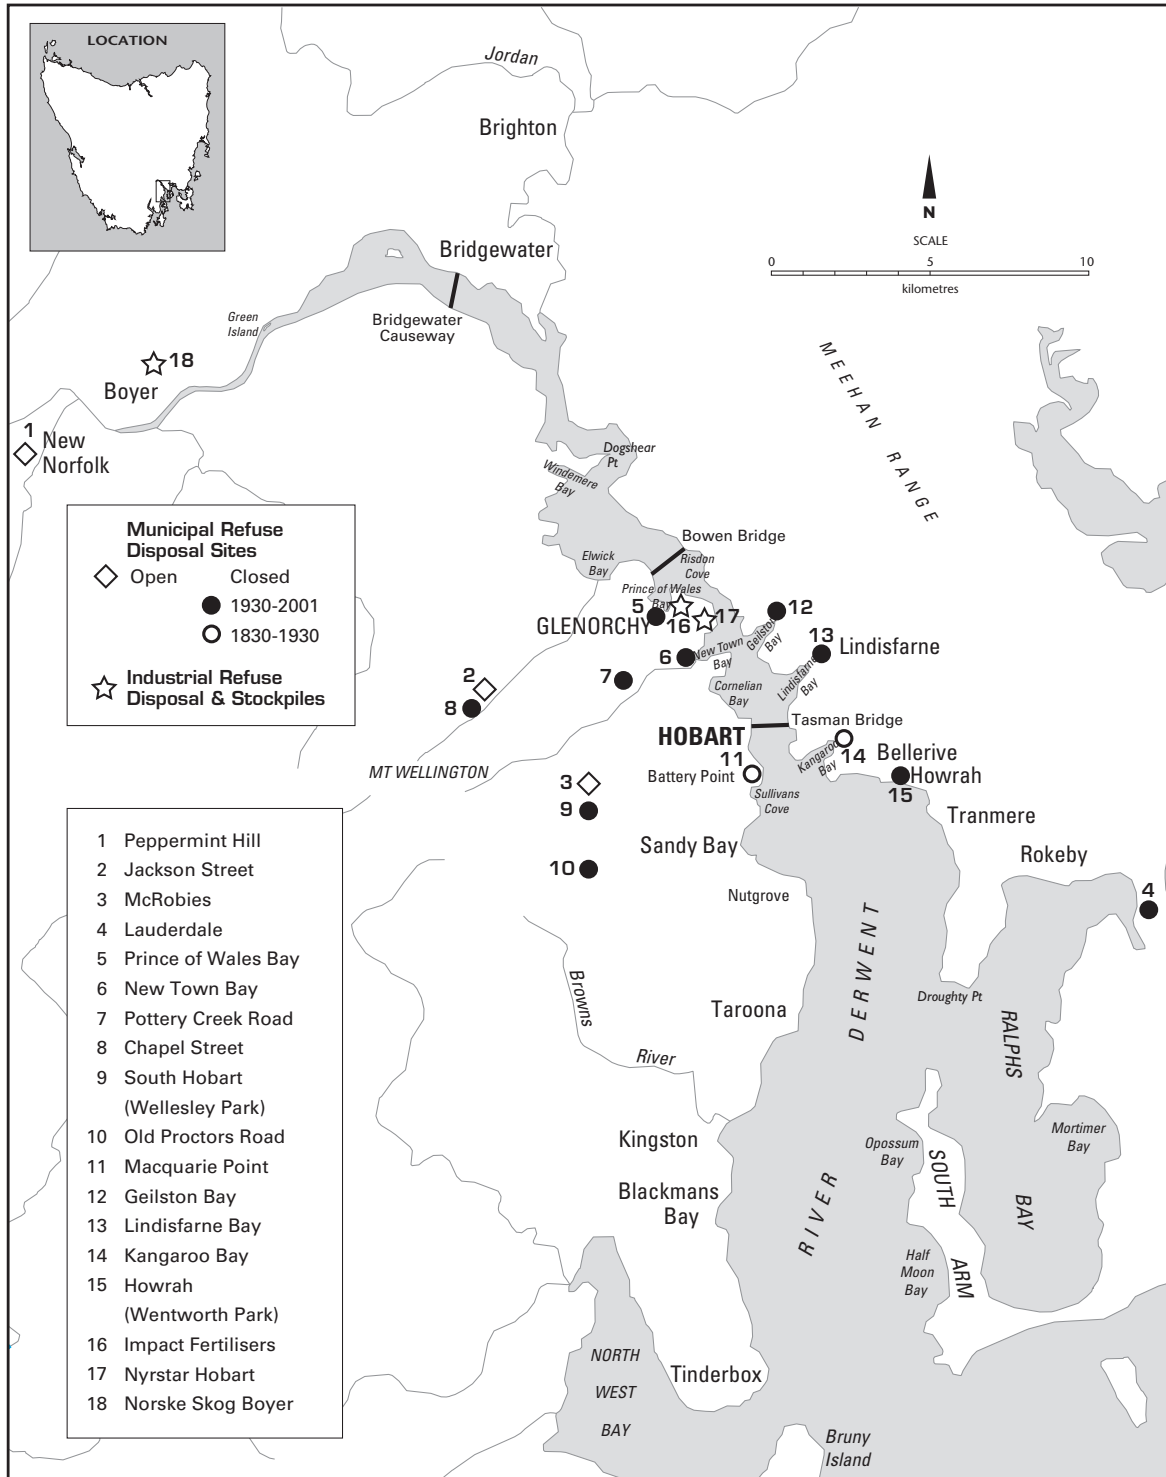 LOCATION
Jordan
Brighton
N
SCALE
0 5 10
kilometres
Bridgewater
Green
Island
Bridgewater
Causeway
18
Boyer
1
New
Norfolk
MEEHAN RANGE
Dogshear
Pt
Windemere
Bay
Municipal Refuse
Disposal Sites
Open Closed
1930-2001
1830-1930
Industrial Refuse
Disposal & Stockpiles
Bowen Bridge
Elwick
Bay
Risdon
Cove
Prince of Wales
Bay
5
GLENORCHY
16
17
12
Geilston
Bay
13
Lindisfarne
6
New Town
Bay
7
Lindisfarne
Bay
Cornelian
Bay
2
8
HOBART
Tasman Bridge
MT WELLINGTON
11
Battery Point
Kangaroo
Bay
14
Bellerive
Howrah
15
3
9
Sullivans
Cove
Tranmere
Sandy Bay
Rokeby
10
Nutgrove
4
DERWENT
Browns
River
Taroona
Droughty Pt
RALPHS
Kingston
Opossum
Bay
SOUTH
Mortimer
Bay
Blackmans
Bay
RIVER
BAY
Half
Moon
Bay
ARM
NORTH
WEST
BAY
Tinderbox
Bruny
Island
1 Peppermint Hill
2 Jackson Street
3 McRobies
4 Lauderdale
5 Prince of Wales Bay
6 New Town Bay
7 Pottery Creek Road
8 Chapel Street
9 South Hobart
(Wellesley Park)
10 Old Proctors Road
11 Macquarie Point
12 Geilston Bay
13 Lindisfarne Bay
14 Kangaroo Bay
15 Howrah
(Wentworth Park)
16 Impact Fertilisers
17 Nyrstar Hobart
18 Norske Skog Boyer